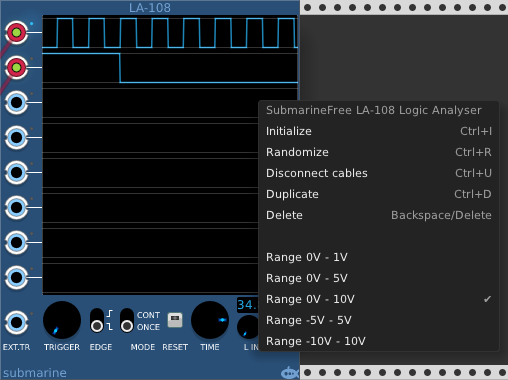 LA-108
SubmarineFree LA-108 Logic Analyser
Initialize Ctrl+I
Randomize Ctrl+R
Disconnect cables Ctrl+U
Duplicate Ctrl+D
Delete Backspace/Delete
Range 0V - 1V
Range 0V - 5V
Range 0V - 10V ✔
Range -5V - 5V
Range -10V - 10V
34.
CONT
ONCE
EXT.TR TRIGGER EDGE MODE RESET TIME L IN
submarine